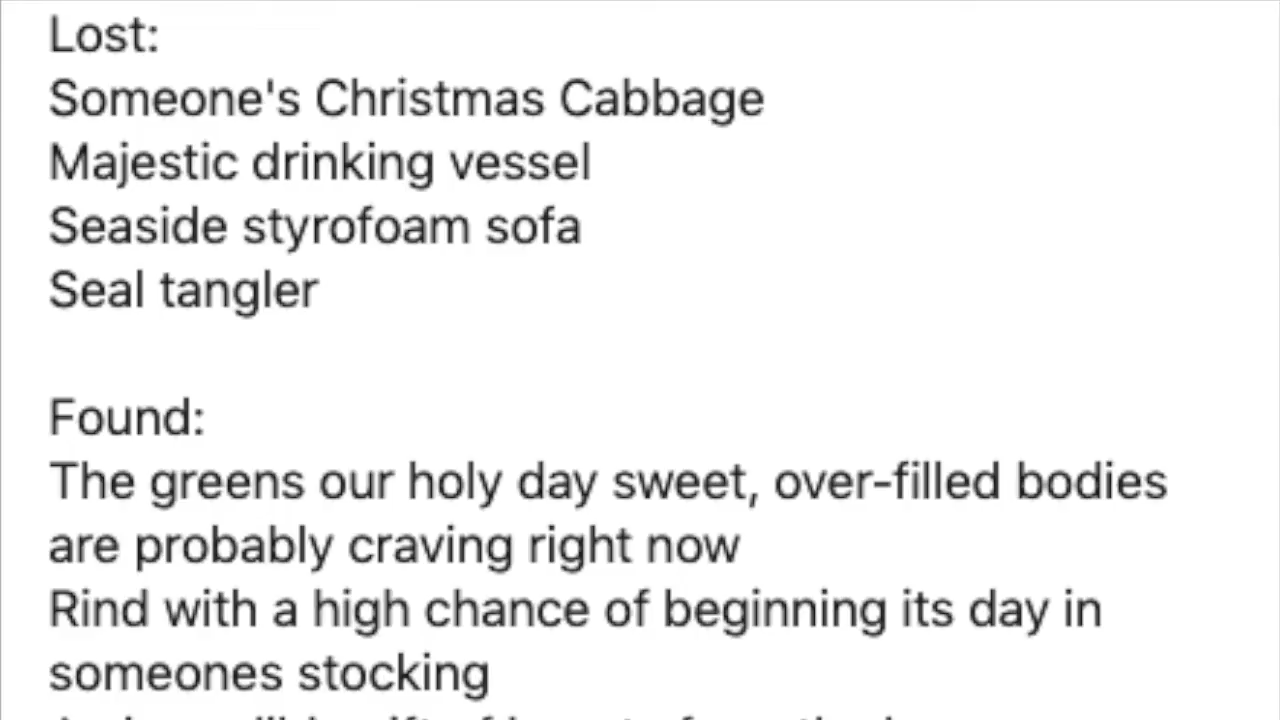 Lost:
Someone's Christmas Cabbage
Majestic drinking vessel
Seaside styrofoam sofa
Seal tangler
Found:
The greens our holy day sweet, over-filled bodies
are probably craving right now
Rind with a high chance of beginning its day in
someones stocking